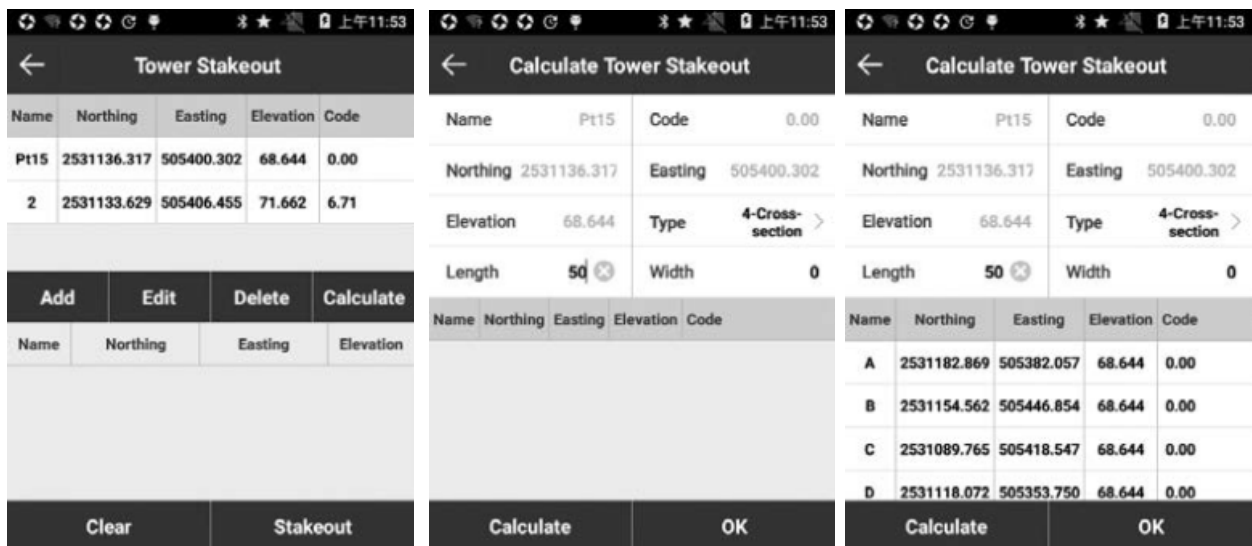 上午11:53
Tower Stakeout
Name Northing Easting Elevation Code
Pt15 2531136.317 505400.302 68.644 0.00
2 2531133.629 505406.455 71.662 6.71
Add Edit Delete Calculate
Name Northing Easting Elevation
Clear Stakeout
上午11:53
Calculate Tower Stakeout
Name Pt15 Code 0.00
Northing 2531136.317 Easting 505400.302
Elevation 68.644 Type 4-Cross-
section
Length 50 Width 0
Name Northing Easting Elevation Code
Calculate OK
上午11:53
Calculate Tower Stakeout
Name Pt15 Code 0.00
Northing 2531136.317 Easting 505400.302
Elevation 68.644 Type 4-Cross-
section
Length 50 Width 0
Name Northing Easting Elevation Code
A 2531182.869 505382.057 68.644 0.00
B 2531154.562 505446.854 68.644 0.00
C 2531089.765 505418.547 68.644 0.00
D 2531118.072 505353.750 68.644 0.00
Calculate OK